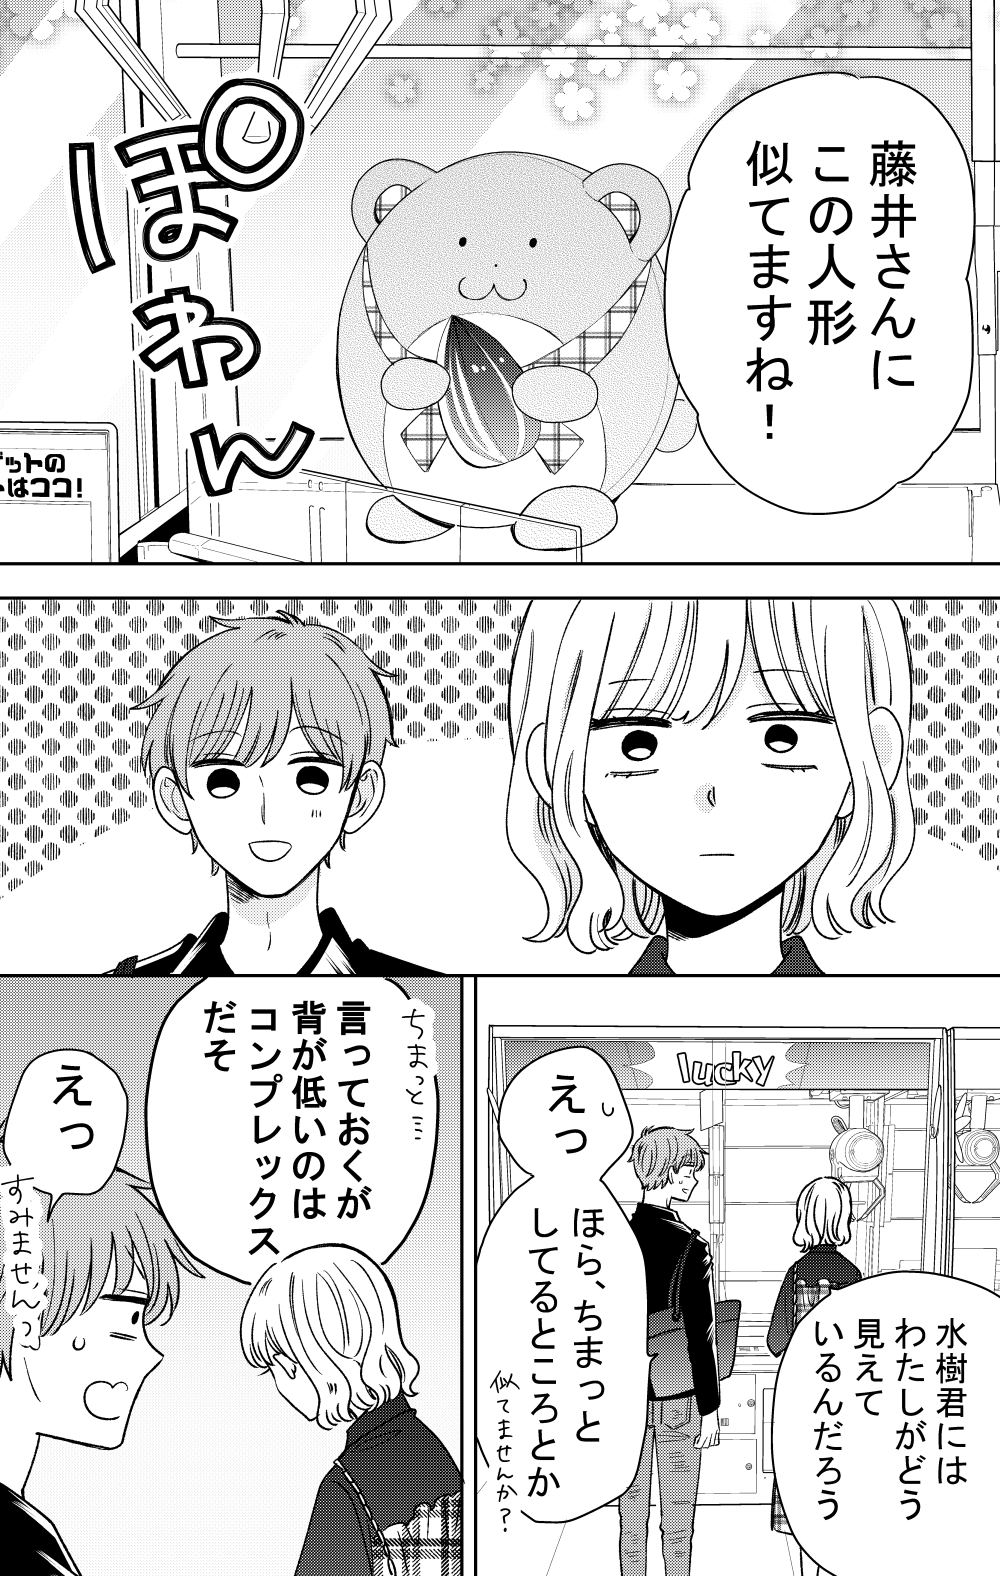 藤井さんに
この人形
似てますね！
ぽわん
ゲットの
トはココ！
lucky
水樹君には
わたしがどう
見えて
いるんだろう
えっ
ほら、ちまっと
してるところとか
似てませんか？
ちまっと…
言っておくが
背が低いのは
コンプレックス
だぞ
えっ
すみませんっ